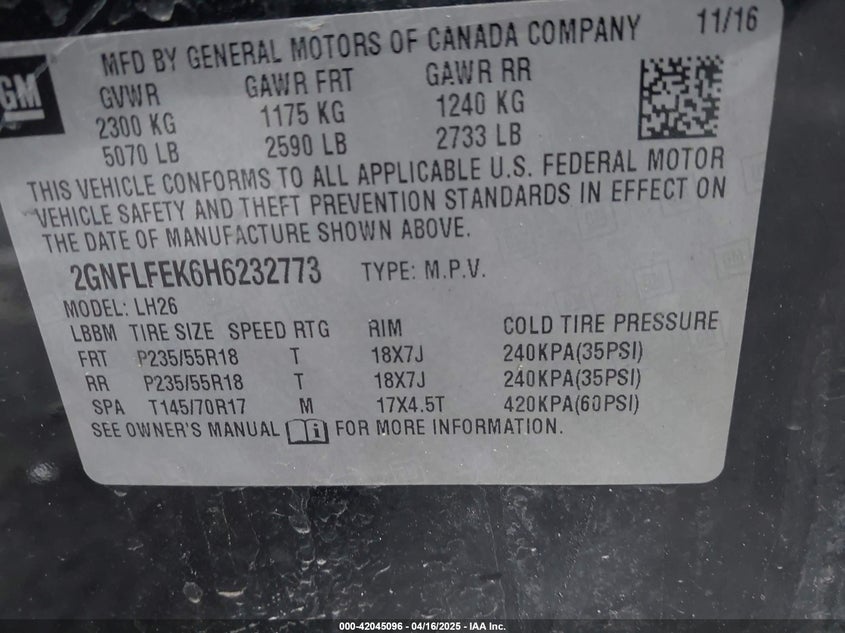 GM
MFD BY GENERAL MOTORS OF CANADA COMPANY 11/16
GVWR GAWR FRT GAWR RR
2300 KG 1175 KG 1240 KG
5070 LB 2590 LB 2733 LB
THIS VEHICLE CONFORMS TO ALL APPLICABLE U.S. FEDERAL MOTOR
VEHICLE SAFETY AND THEFT PREVENTION STANDARDS IN EFFECT ON
THE DATE OF MANUFACTURE SHOWN ABOVE.
2GNFLFEK6H6232773 TYPE: M.P.V.
MODEL: LH26
LBBM TIRE SIZE SPEED RTG RIM COLD TIRE PRESSURE
FRT P235/55R18 T 18X7J 240KPA(35PSI)
RR P235/55R18 T 18X7J 240KPA(35PSI)
SPA T145/70R17 M 17X4.5T 420KPA(60PSI)
SEE OWNER'S MANUAL i FOR MORE INFORMATION.
000-42045096 - 04/16/2025 - IAA Inc.